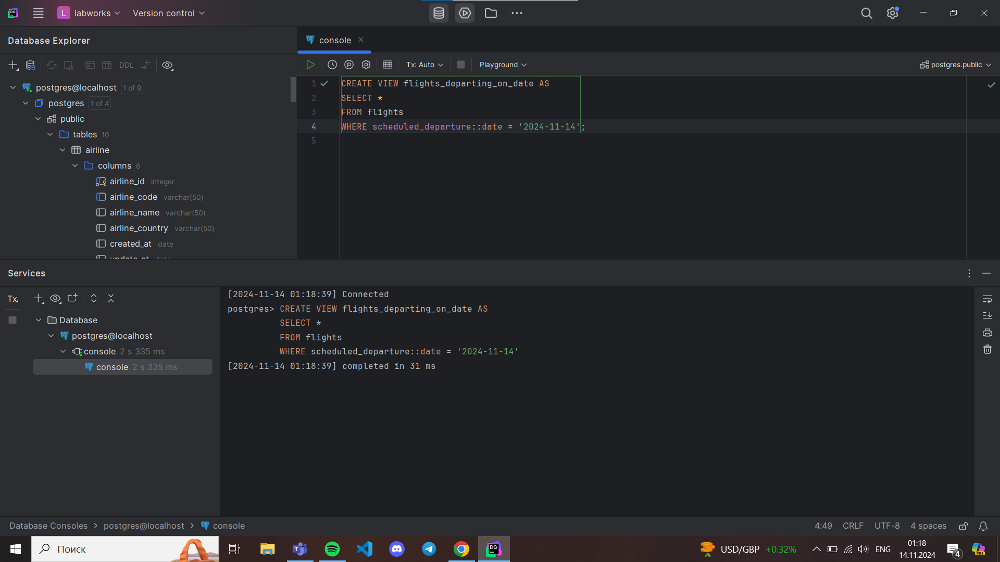 L labworks Version control
Database Explorer
DDL
postgres@localhost 1 of 9
postgres 1 of 4
public
tables 10
airline
columns 6
airline_id integer
airline_code varchar(50)
airline_name varchar(50)
airline_country varchar(50)
created_at date
console
Tx: Auto Playground postgres.public
1 CREATE VIEW flights_departing_on_date AS
2 SELECT *
3 FROM flights
4 WHERE scheduled_departure::date = '2024-11-14';
5
Services
Tx
Database
postgres@localhost
console 2 s 335 ms
console 2 s 335 ms
[2024-11-14 01:18:39] Connected
postgres> CREATE VIEW flights_departing_on_date AS
SELECT *
FROM flights
WHERE scheduled_departure::date = '2024-11-14'
[2024-11-14 01:18:39] completed in 31 ms
Database Consoles > postgres@localhost > console
4:49 CRLF UTF-8 4 spaces
Поиск
USD/GBP +0.32%
ENG
01:18
14.11.2024
4
PRE